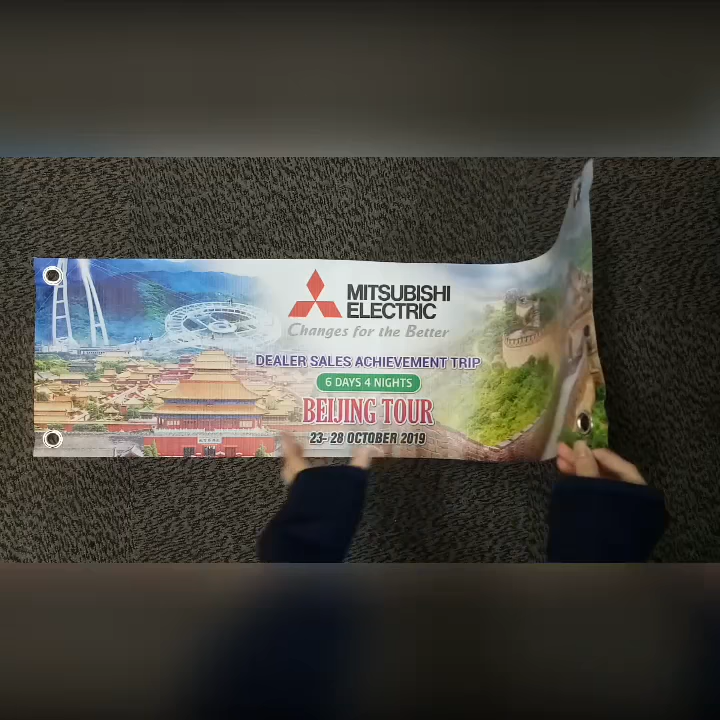 MITSUBISHI
ELECTRIC
Changes for the Better
DEALER SALES ACHIEVEMENT TRIP
6 DAYS 4 NIGHTS
BEIJING TOUR
23- 28 OCTOBER 2019